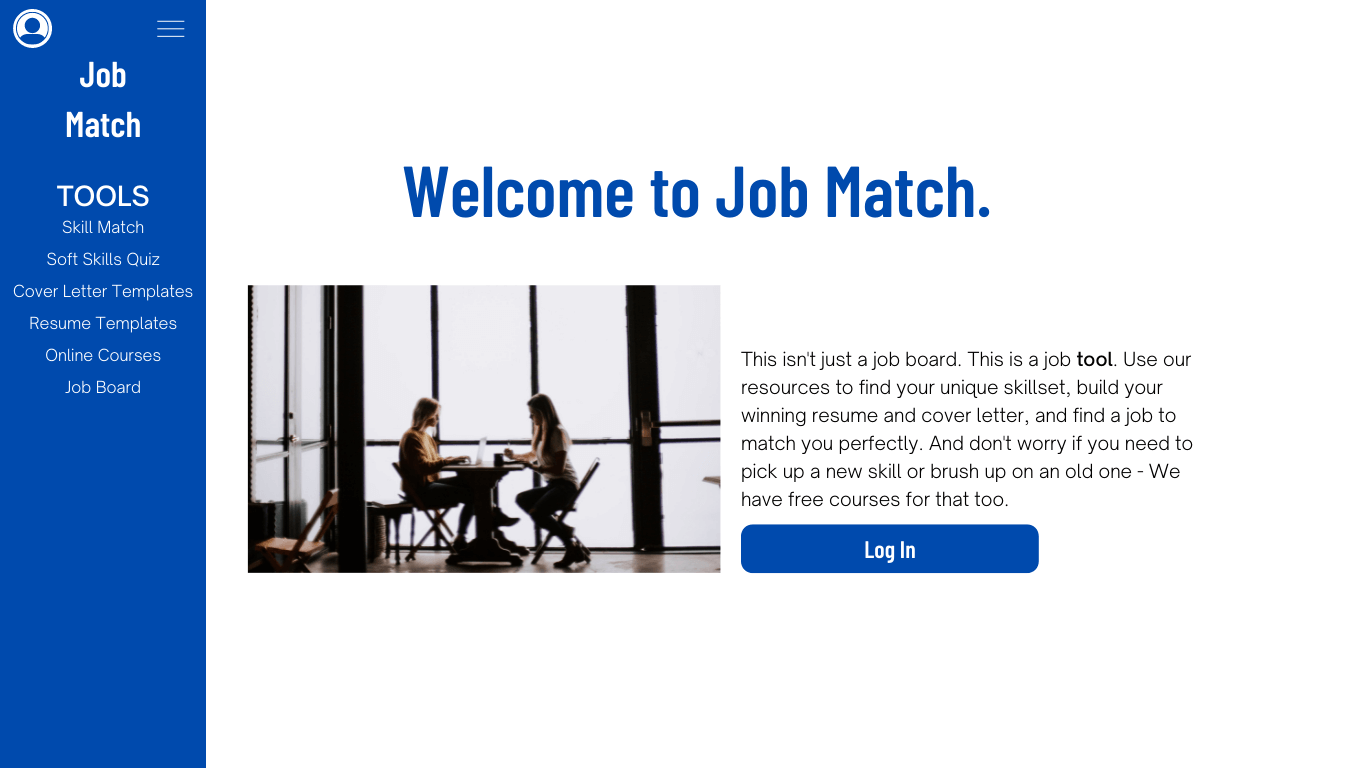 Job
Match
TOOLS
Skill Match
Soft Skills Quiz
Cover Letter Templates
Resume Templates
Online Courses
Job Board
Welcome to Job Match.
This isn't just a job board. This is a job tool. Use our
resources to find your unique skillset, build your
winning resume and cover letter, and find a job to
match you perfectly. And don't worry if you need to
pick up a new skill or brush up on an old one - We
have free courses for that too.
Log In